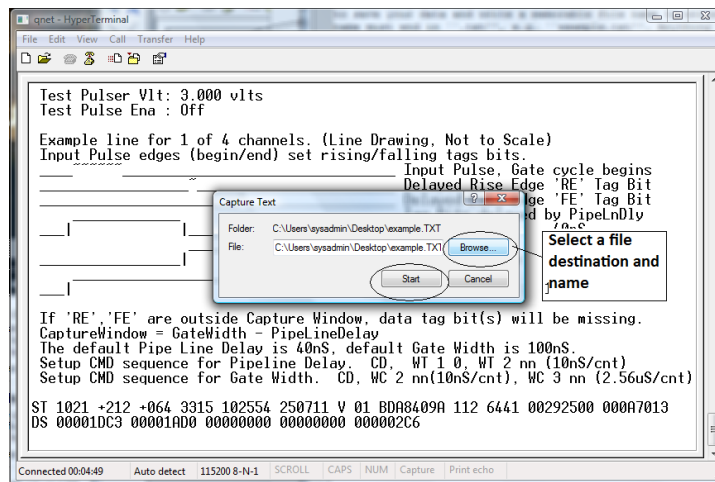 qnet - HyperTerminal
File Edit View Call Transfer Help
Test Pulser Vlt: 3.000 vlts
Test Pulse Ena : Off
Example line for 1 of 4 channels. (Line Drawing, Not to Scale)
Input Pulse edges (begin/end) set rising/falling tags bits.
Input Pulse, Gate cycle begins
Delayed Rise Edge 'RE' Tag Bit
Edge 'FE' Tag Bit
by PipeLnDly
Capture Text
Folder: C:\Users\sysadmin\Desktop\example.TXT
File: C:\Users\sysadmin\Desktop\example.TXT Browse...
Start Cancel
Select a file
destination and
name
If 'RE','FE' are outside Capture Window, data tag bit(s) will be missing.
CaptureWindow = GateWidth - PipeLineDelay
The default Pipe Line Delay is 40nS, default Gate Width is 100nS.
Setup CMD sequence for Pipeline Delay. CD, WT 1 0, WT 2 nn (10nS/cnt)
Setup CMD sequence for Gate Width. CD, WC 2 nn(10nS/cnt), WC 3 nn (2.56uS/cnt)
ST 1021 +212 +064 3315 102554 250711 V 01 BDA8409A 112 6441 00292500 000A7013
DS 00001DC3 00001AD0 00000000 00000000 000002C6
Connected 00:04:49 Auto detect 115200 8-N-1 SCROLL CAPS NUM Capture Print echo